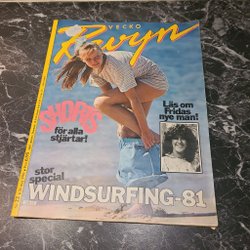 VECKO
Revyn
SHORTS
för alla
stjärtar!
Läs om
Fridas
nye man!
stor
special
WINDSURFING-81